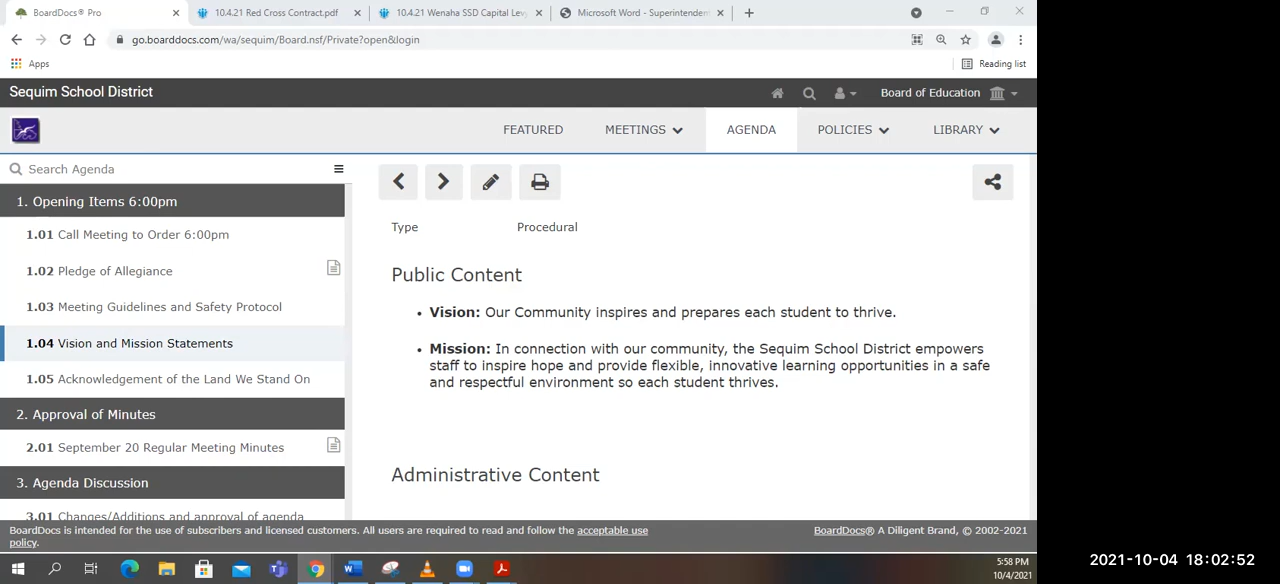 BoardDocs® Pro
10.4.21 Red Cross Contract.pdf
10.4.21 Wenaha SSD Capital Lev
Microsoft Word - Superintenden
go.boarddocs.com/wa/sequim/Board.nsf/Private?open&login
Apps
Reading list
Sequim School District
Board of Education
FEATURED
MEETINGS
AGENDA
POLICIES
LIBRARY
Search Agenda
1. Opening Items 6:00pm
1.01 Call Meeting to Order 6:00pm
1.02 Pledge of Allegiance
1.03 Meeting Guidelines and Safety Protocol
1.04 Vision and Mission Statements
1.05 Acknowledgement of the Land We Stand On
2. Approval of Minutes
2.01 September 20 Regular Meeting Minutes
3. Agenda Discussion
3.01 Changes/Additions and approval of agenda
Type Procedural
Public Content
• Vision: Our Community inspires and prepares each student to thrive.
• Mission: In connection with our community, the Sequim School District empowers
staff to inspire hope and provide flexible, innovative learning opportunities in a safe
and respectful environment so each student thrives.
Administrative Content
BoardDocs is intended for the use of subscribers and licensed customers. All users are required to read and follow the acceptable use
policy.
BoardDocs® A Diligent Brand, © 2002-2021
5:58 PM
10/4/2021
2021-10-04 18:02:52